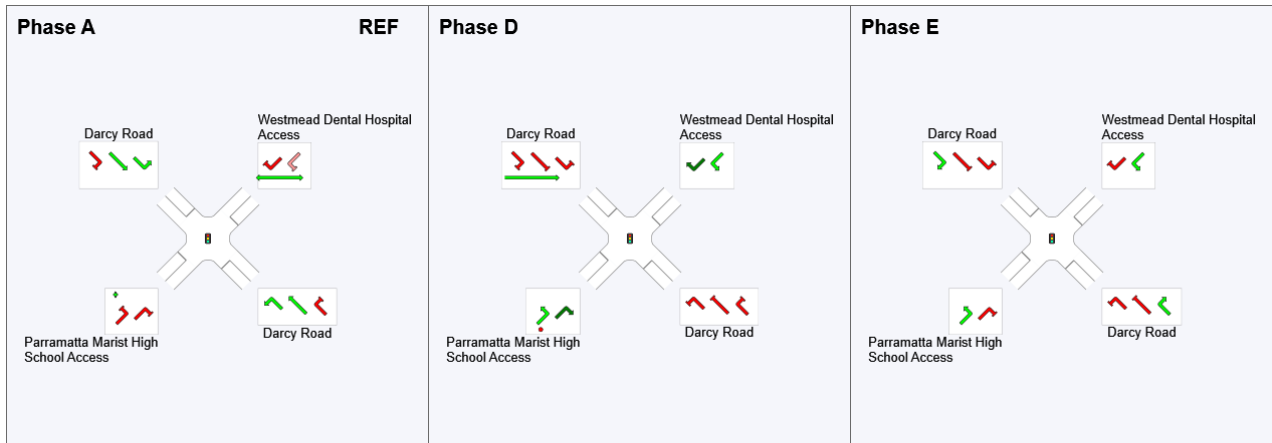 Phase A
REF
Westmead Dental Hospital
Access
Darcy Road
Parramatta Marist High
School Access
Darcy Road
Phase D
Westmead Dental Hospital
Access
Darcy Road
Parramatta Marist High
School Access
Darcy Road
Phase E
Westmead Dental Hospital
Access
Darcy Road
Parramatta Marist High
School Access
Darcy Road